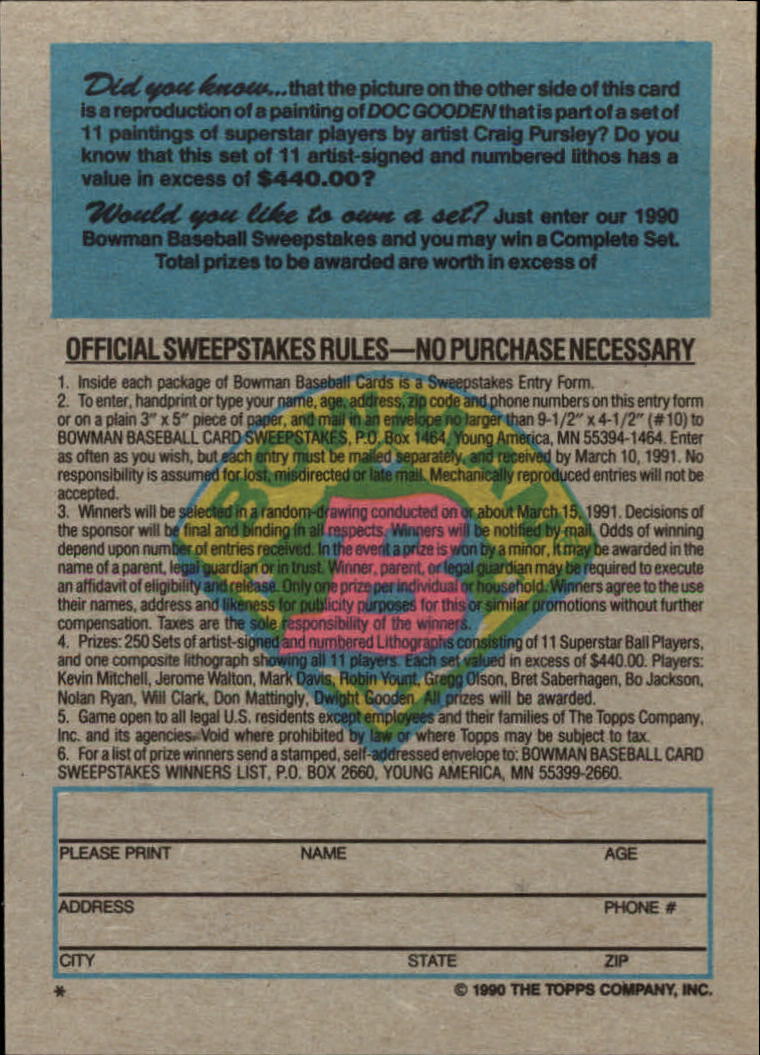 Did you know...that the picture on the other side of this card
is a reproduction of a painting of DOC GOODEN that is part of a set of
11 paintings of superstar players by artist Craig Pursley? Do you
know that this set of 11 artist-signed and numbered lithos has a
value in excess of $440.00?
Would you like to own a set? Just enter our 1990
Bowman Baseball Sweepstakes and you may win a Complete Set.
Total prizes to be awarded are worth in excess of
OFFICIAL SWEEPSTAKES RULES—NO PURCHASE NECESSARY
1. Inside each package of Bowman Baseball Cards is a Sweepstakes Entry Form.
2. To enter, handprint or type your name, age, address, zip code and phone numbers on this entry form
or on a plain 3" x 5" piece of paper, and mail in an envelope no larger than 9-1/2" x 4-1/2" (#10) to
BOWMAN BASEBALL CARD SWEEPSTAKES, P.O. Box 1464, Young America, MN 55394-1464. Enter
as often as you wish, but each entry must be mailed separately, and received by March 10, 1991. No
responsibility is assumed for lost, misdirected or late mail. Mechanically reproduced entries will not be
accepted.
3. Winners will be selected in a random-drawing conducted on or about March 15, 1991. Decisions of
the sponsor will be final and binding in all respects. Winners will be notified by mail. Odds of winning
depend upon number of entries received. In the event a prize is won by a minor, it may be awarded in the
name of a parent, legal guardian or in trust. Winner, parent, or legal guardian may be required to execute
an affidavit of eligibility and release. Only one prize per individual or household. Winners agree to the use
their names, address and likeness for publicity purposes for this or similar promotions without further
compensation. Taxes are the sole responsibility of the winners.
4. Prizes: 250 Sets of artist-signed and numbered Lithographs consisting of 11 Superstar Ball Players,
and one composite lithograph showing all 11 players. Each set valued in excess of $440.00. Players:
Kevin Mitchell, Jerome Walton, Mark Davis, Robin Yount, Gregg Olson, Bret Saberhagen, Bo Jackson,
Nolan Ryan, Will Clark, Don Mattingly, Dwight Gooden. All prizes will be awarded.
5. Game open to all legal U.S. residents except employees and their families of The Topps Company,
Inc. and its agencies. Void where prohibited by law or where Topps may be subject to tax.
6. For a list of prize winners send a stamped, self-addressed envelope to: BOWMAN BASEBALL CARD
SWEEPSTAKES WINNERS LIST, P.O. BOX 2660, YOUNG AMERICA, MN 55399-2660.
BOWMAN
B
PLEASE PRINT NAME AGE
ADDRESS PHONE #
CITY STATE ZIP
* © 1990 THE TOPPS COMPANY, INC.